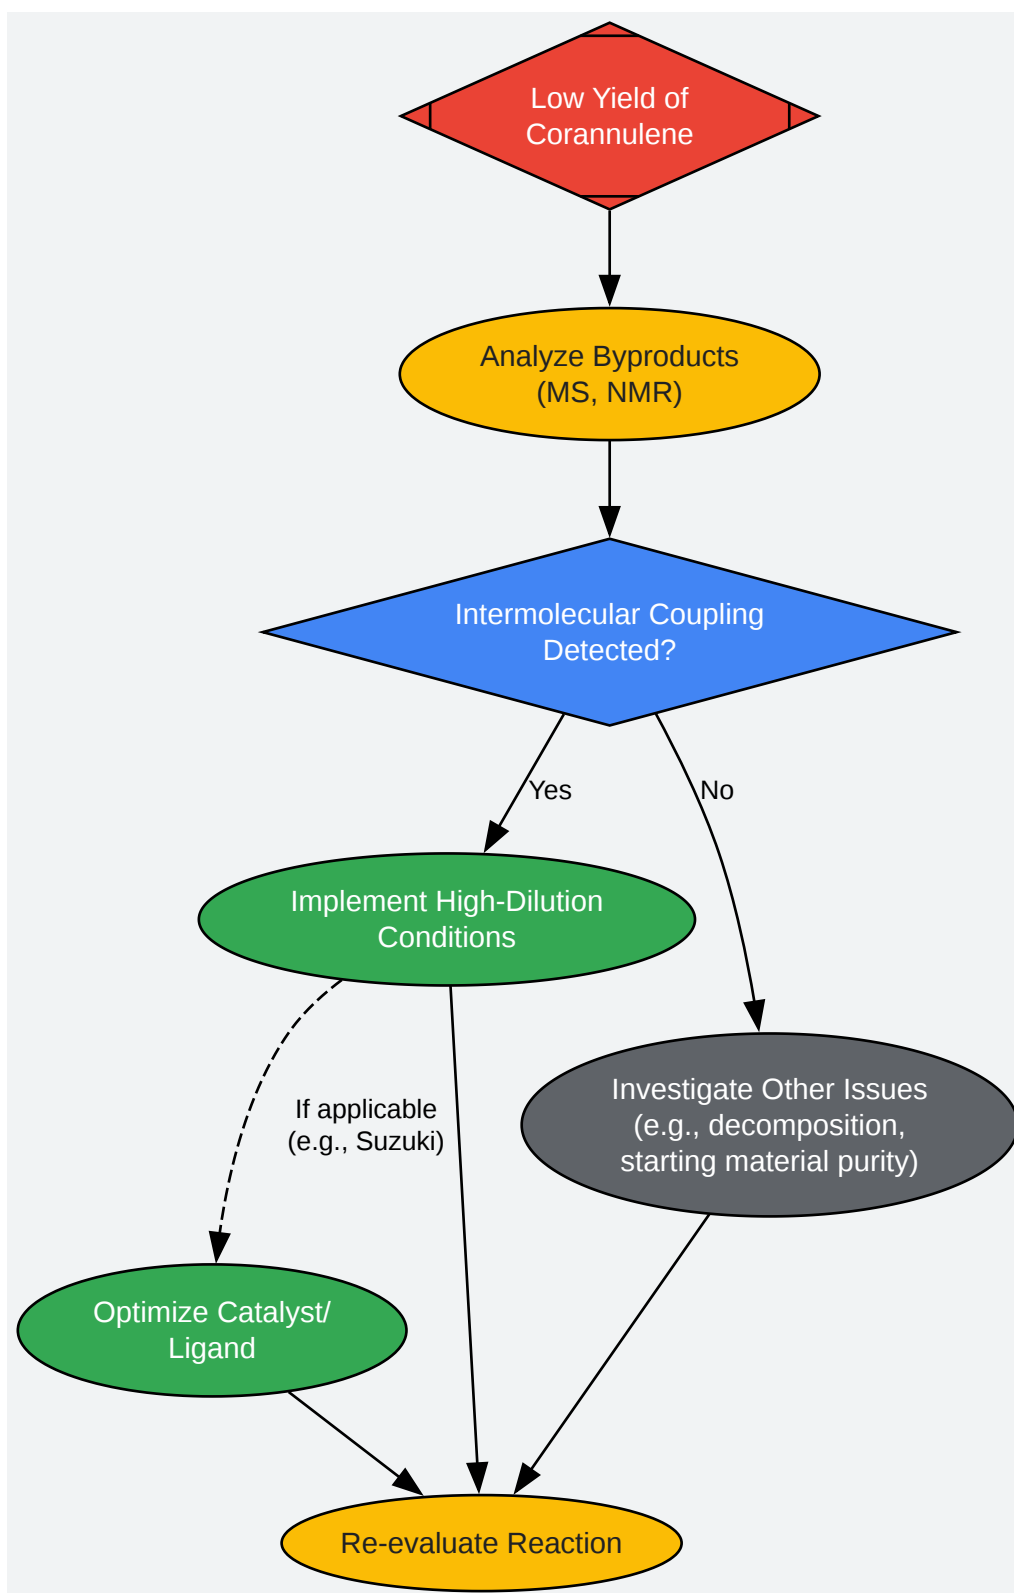 Low Yield of
Corannulene
Analyze Byproducts
(MS, NMR)
Intermolecular Coupling
Detected?
Yes
No
Implement High-Dilution
Conditions
If applicable
(e.g., Suzuki)
Investigate Other Issues
(e.g., decomposition,
starting material purity)
Optimize Catalyst/
Ligand
Re-evaluate Reaction